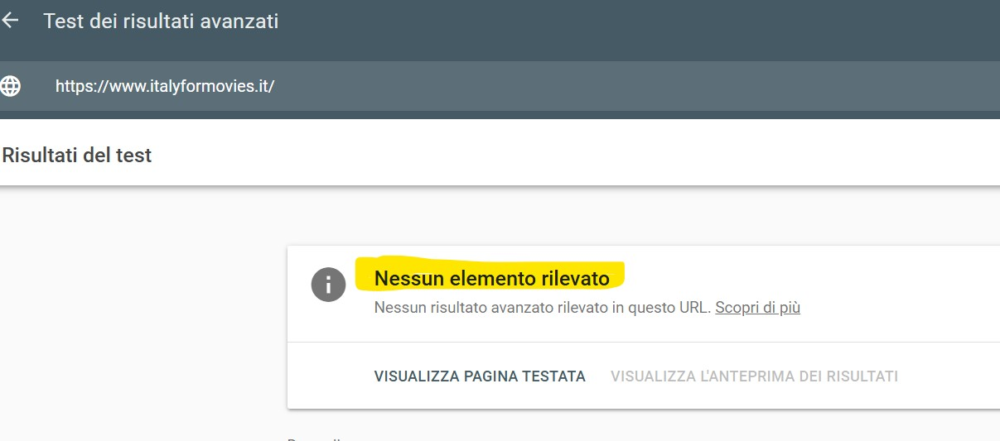 Test dei risultati avanzati
https://www.italyformovies.it/
Risultati del test
Nessun elemento rilevato
Nessun risultato avanzato rilevato in questo URL. Scopri di più
VISUALIZZA PAGINA TESTATA VISUALIZZA L'ANTEPRIMA DEI RISULTATI